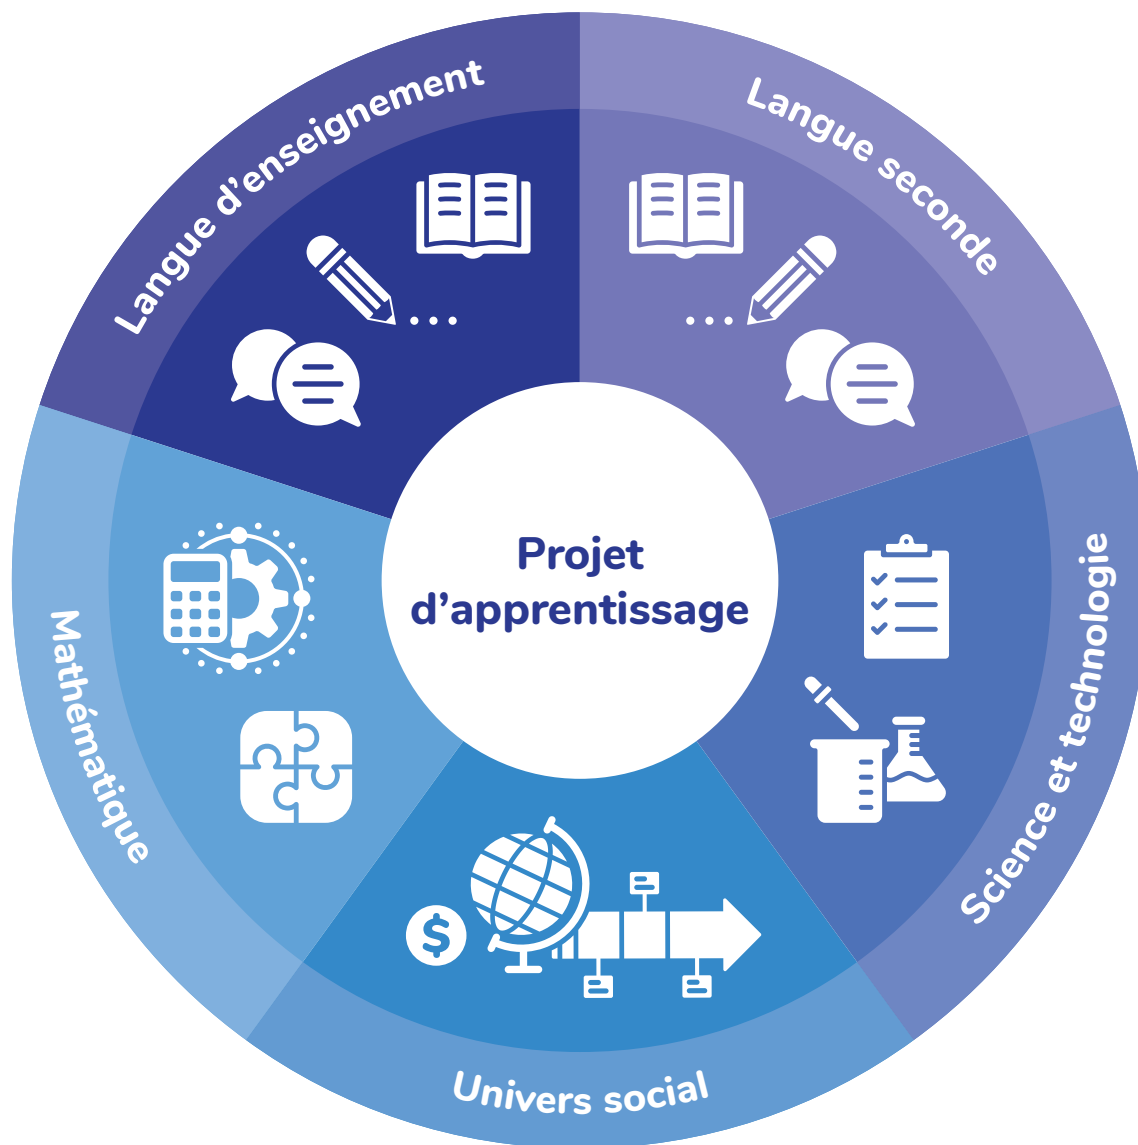 Langue d’enseignement
Langue seconde
Projet
d’apprentissage
Mathématique
Science et technologie
$
Univers social